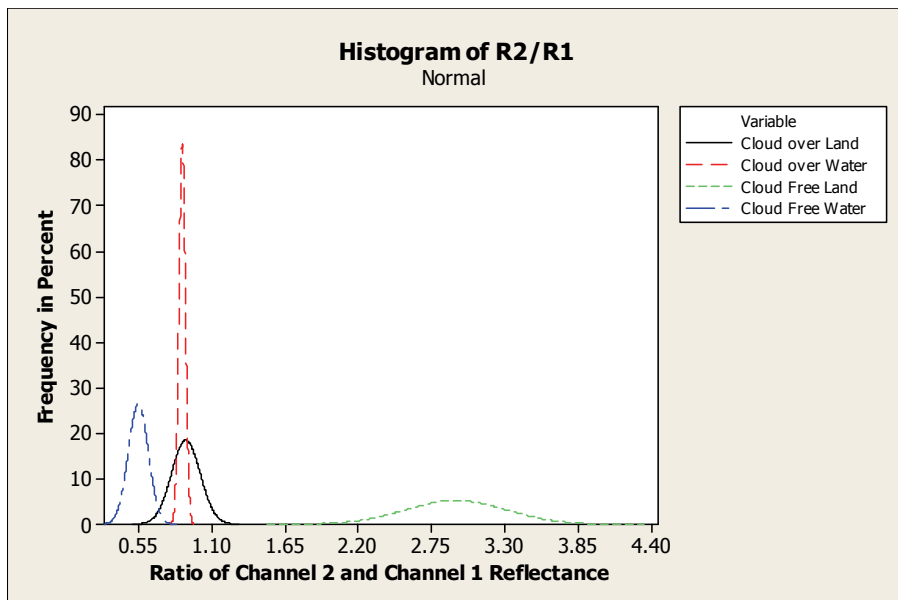 Histogram of R2/R1
Normal
90
80
70
60
50
40
30
20
10
0
Frequency in Percent
0.55 1.10 1.65 2.20 2.75 3.30 3.85 4.40
Ratio of Channel 2 and Channel 1 Reflectance
Variable
Cloud over Land
Cloud over Water
Cloud Free Land
Cloud Free Water